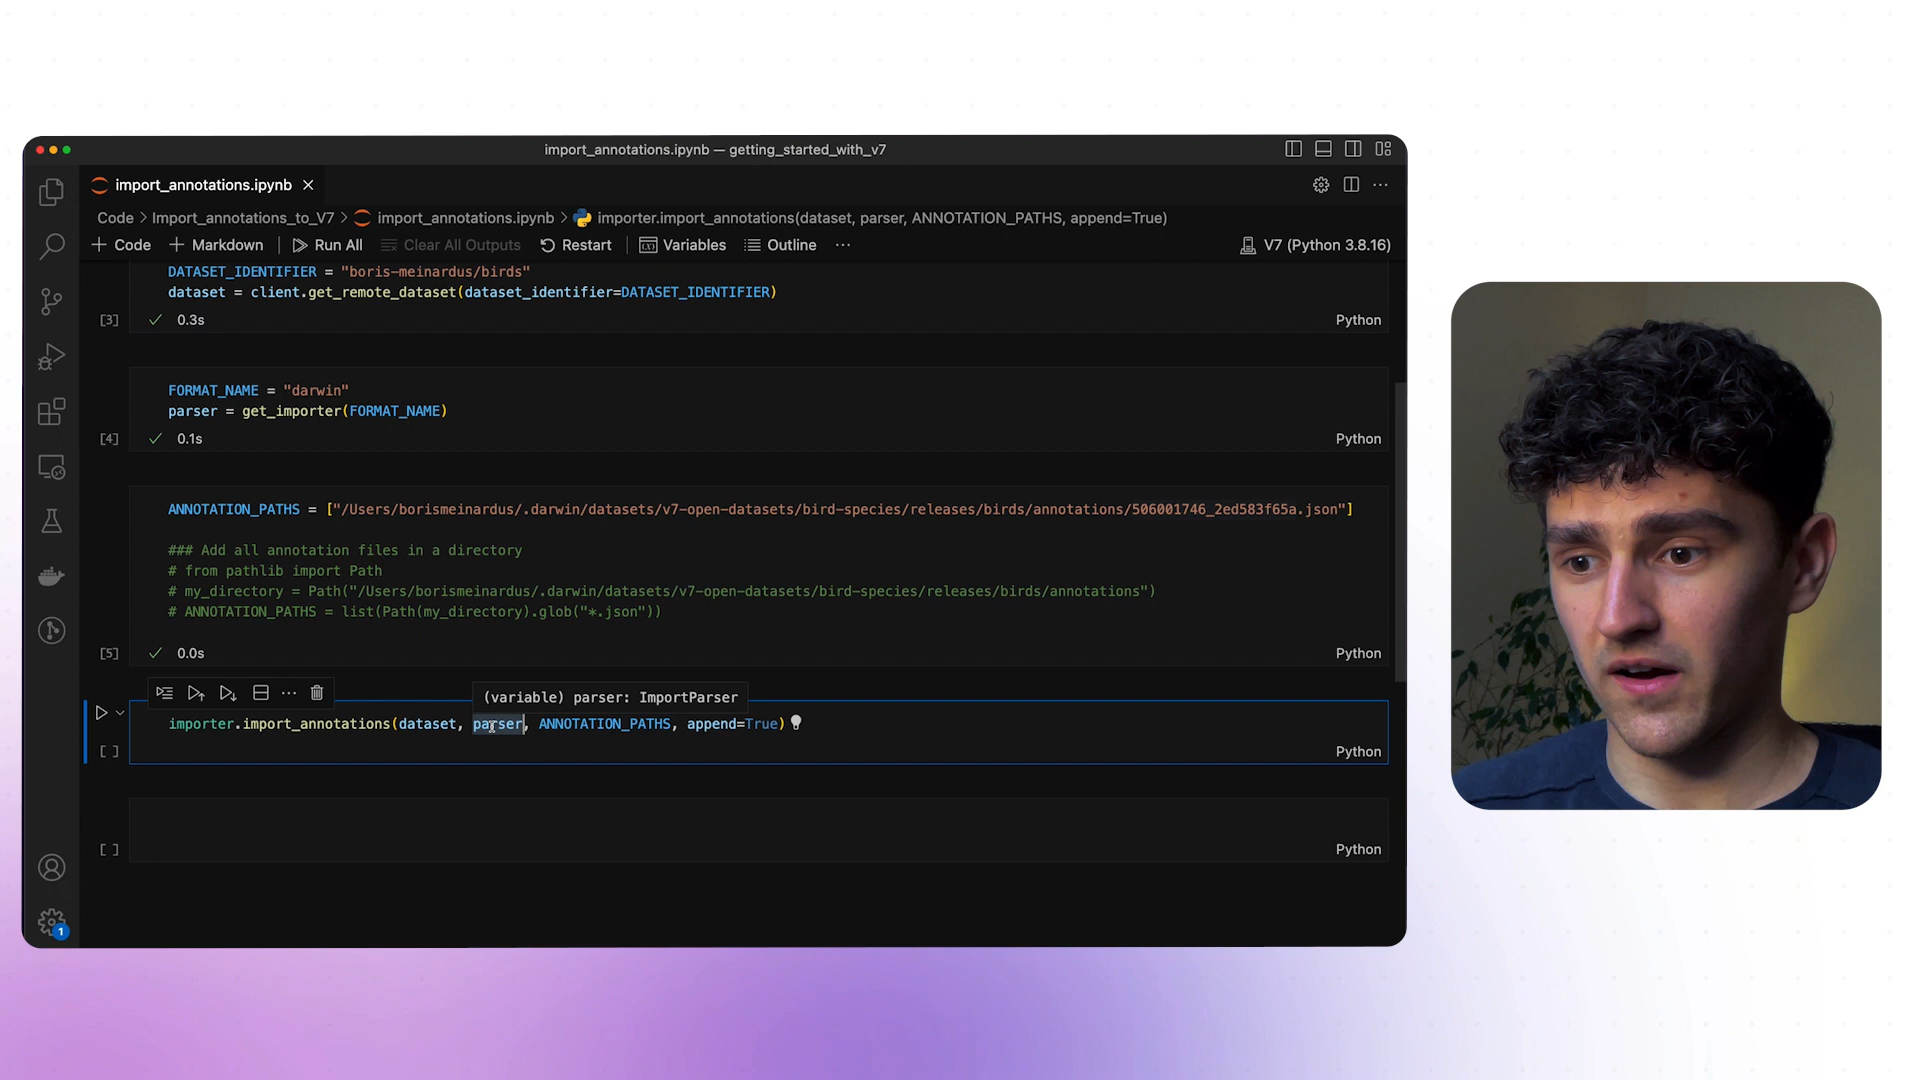 import_annotations.ipynb — getting_started_with_v7
import_annotations.ipynb
Code > Import_annotations_to_V7 > import_annotations.ipynb > importer.import_annotations(dataset, parser, ANNOTATION_PATHS, append=True)
+ Code + Markdown Run All Clear All Outputs Restart Variables Outline ··· V7 (Python 3.8.16)
DATASET_IDENTIFIER = "boris-meinardus/birds"
dataset = client.get_remote_dataset(dataset_identifier=DATASET_IDENTIFIER)
[3] 0.3s Python
FORMAT_NAME = "darwin"
parser = get_importer(FORMAT_NAME)
[4] 0.1s Python
ANNOTATION_PATHS = ["/Users/borismeinardus/.darwin/datasets/v7-open-datasets/bird-species/releases/birds/annotations/506001746_2ed583f65a.json"]
### Add all annotation files in a directory
# from pathlib import Path
# my_directory = Path("/Users/borismeinardus/.darwin/datasets/v7-open-datasets/bird-species/releases/birds/annotations")
# ANNOTATION_PATHS = list(Path(my_directory).glob("*.json"))
[5] 0.0s Python
(variable) parser: ImportParser
importer.import_annotations(dataset, parser, ANNOTATION_PATHS, append=True)
[ ] Python
[ ] Python
1